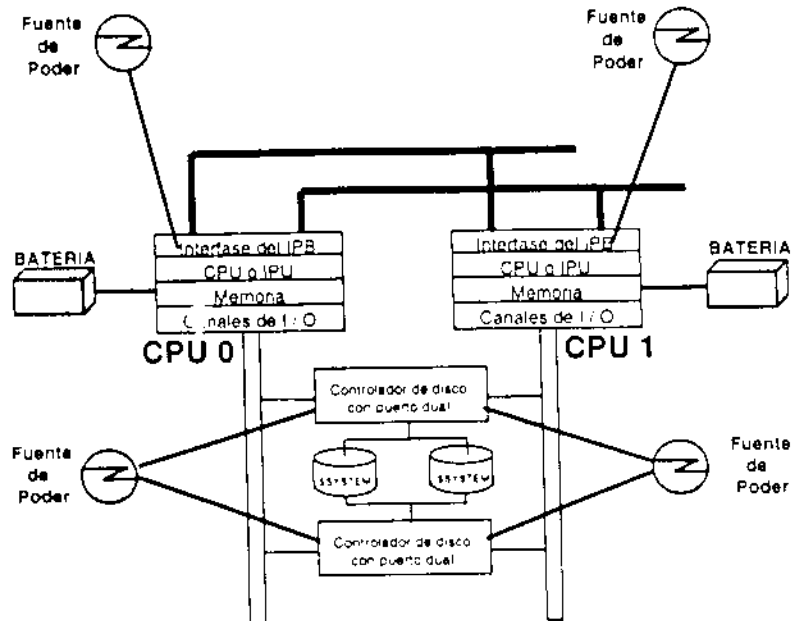 Fuente
de
Poder
Fuente
de
Poder
Intertase del IPB
CPU o IPU
Memoria
Canales de I / O
CPU 0
BATERIA
Intertase del IPB
CPU o IPU
Memoria
Canales de I / O
CPU 1
BATERIA
Controlador de disco
con puerto dual
Fuente
de
Poder
$SYSTEM
$SYSTEM
Fuente
de
Poder
Controlador de disco
con puerto dual